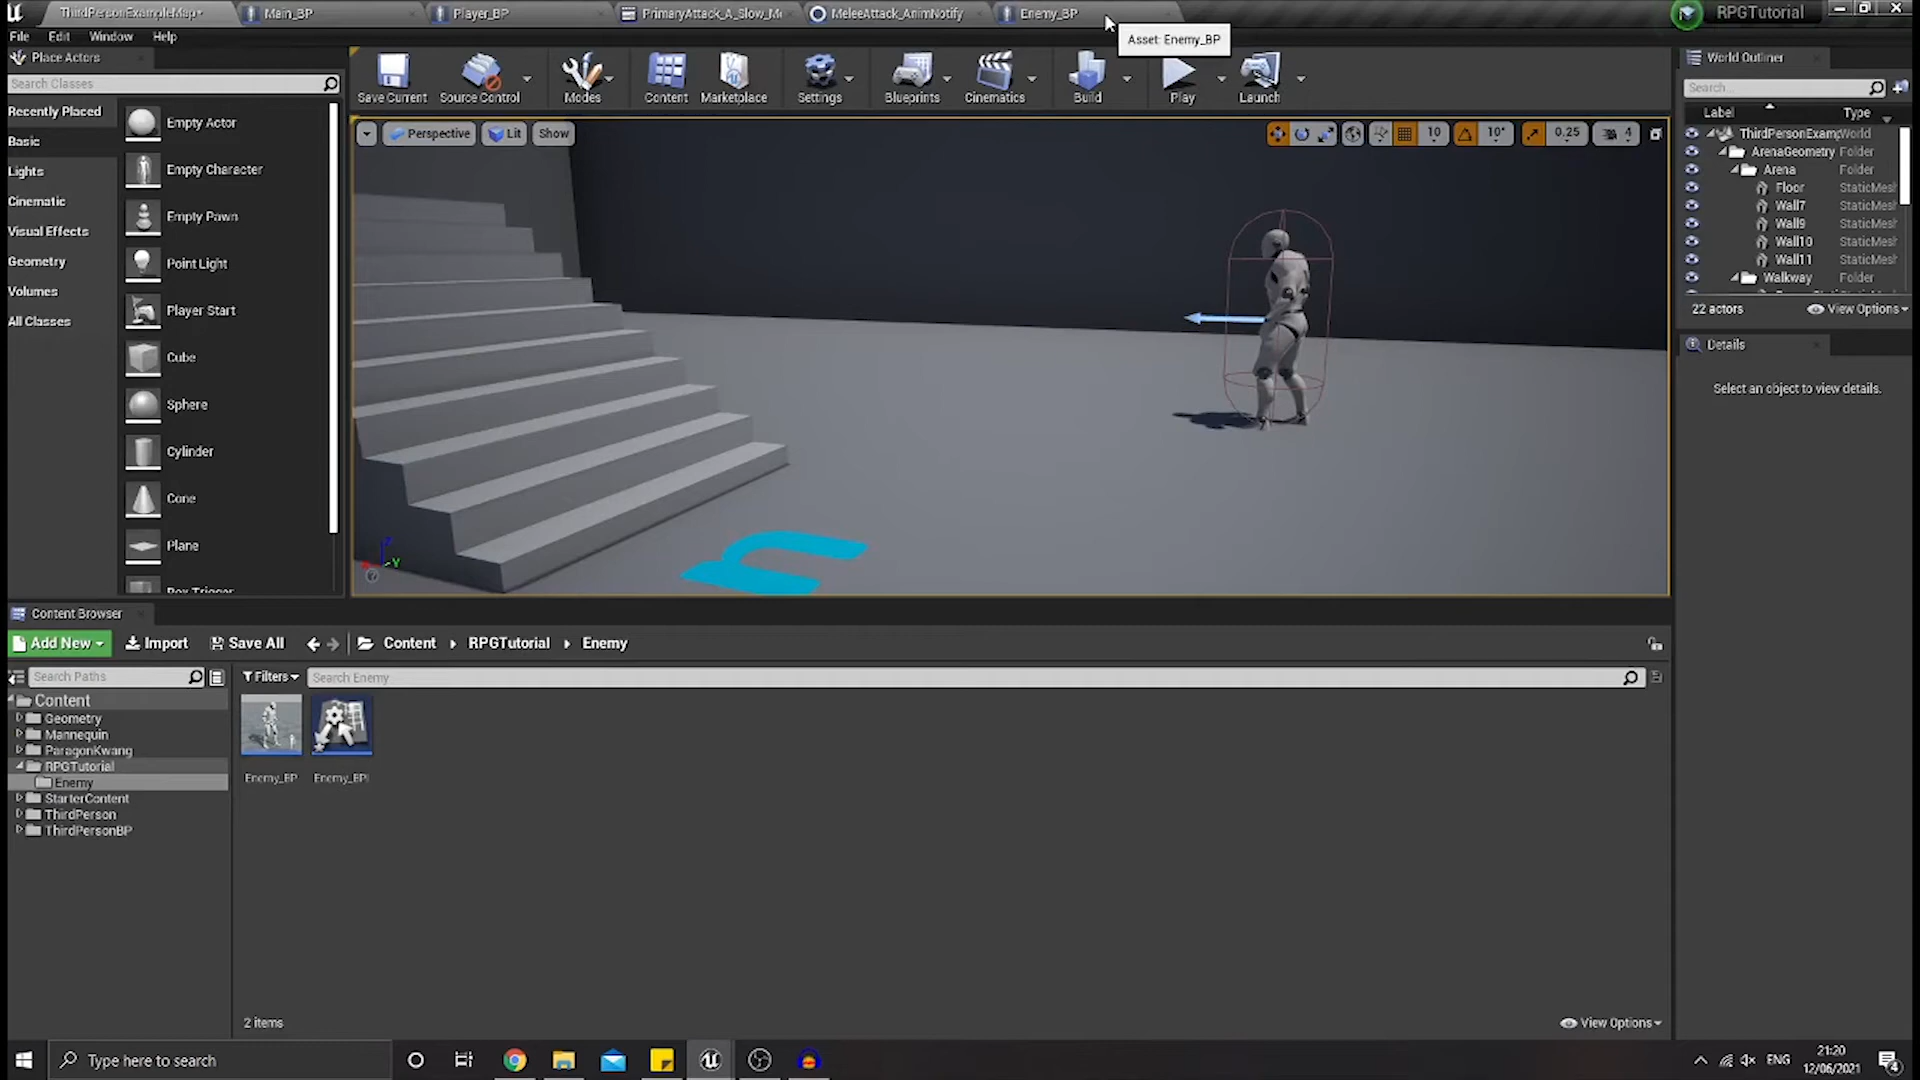 ThirdPersonExampleMap*
Main_BP
Player_BP
PrimaryAttack_A_Slow_Mo
MeleeAttack_AnimNotify
Enemy_BP
RPGTutorial
Asset: Enemy_BP
File
Edit
Window
Help
Place Actors
Search Classes
Recently Placed
Basic
Lights
Cinematic
Visual Effects
Geometry
Volumes
All Classes
Empty Actor
Empty Character
Empty Pawn
Point Light
Player Start
Cube
Sphere
Cylinder
Cone
Plane
Box Trigger
Save Current
Source Control
Modes
Content
Marketplace
Settings
Blueprints
Cinematics
Build
Play
Launch
Perspective
Lit
Show
10
10°
0.25
4
Z
Y
World Outliner
Search...
Label
Type
ThirdPersonExam World
ArenaGeometry Folder
Arena Folder
Floor StaticMesh
Wall7 StaticMesh
Wall9 StaticMesh
Wall10 StaticMesh
Wall11 StaticMesh
Walkway Folder
22 actors
View Options
Details
Select an object to view details.
Content Browser
Add New
Import
Save All
Content
RPGTutorial
Enemy
Search Paths
Filters
Search Enemy
Content
Geometry
Mannequin
ParagonKwang
RPGTutorial
Enemy
StarterContent
ThirdPerson
ThirdPersonBP
Enemy_BP
Enemy_BPI
2 items
View Options
Type here to search
ENG
21:20
12/06/2021
4